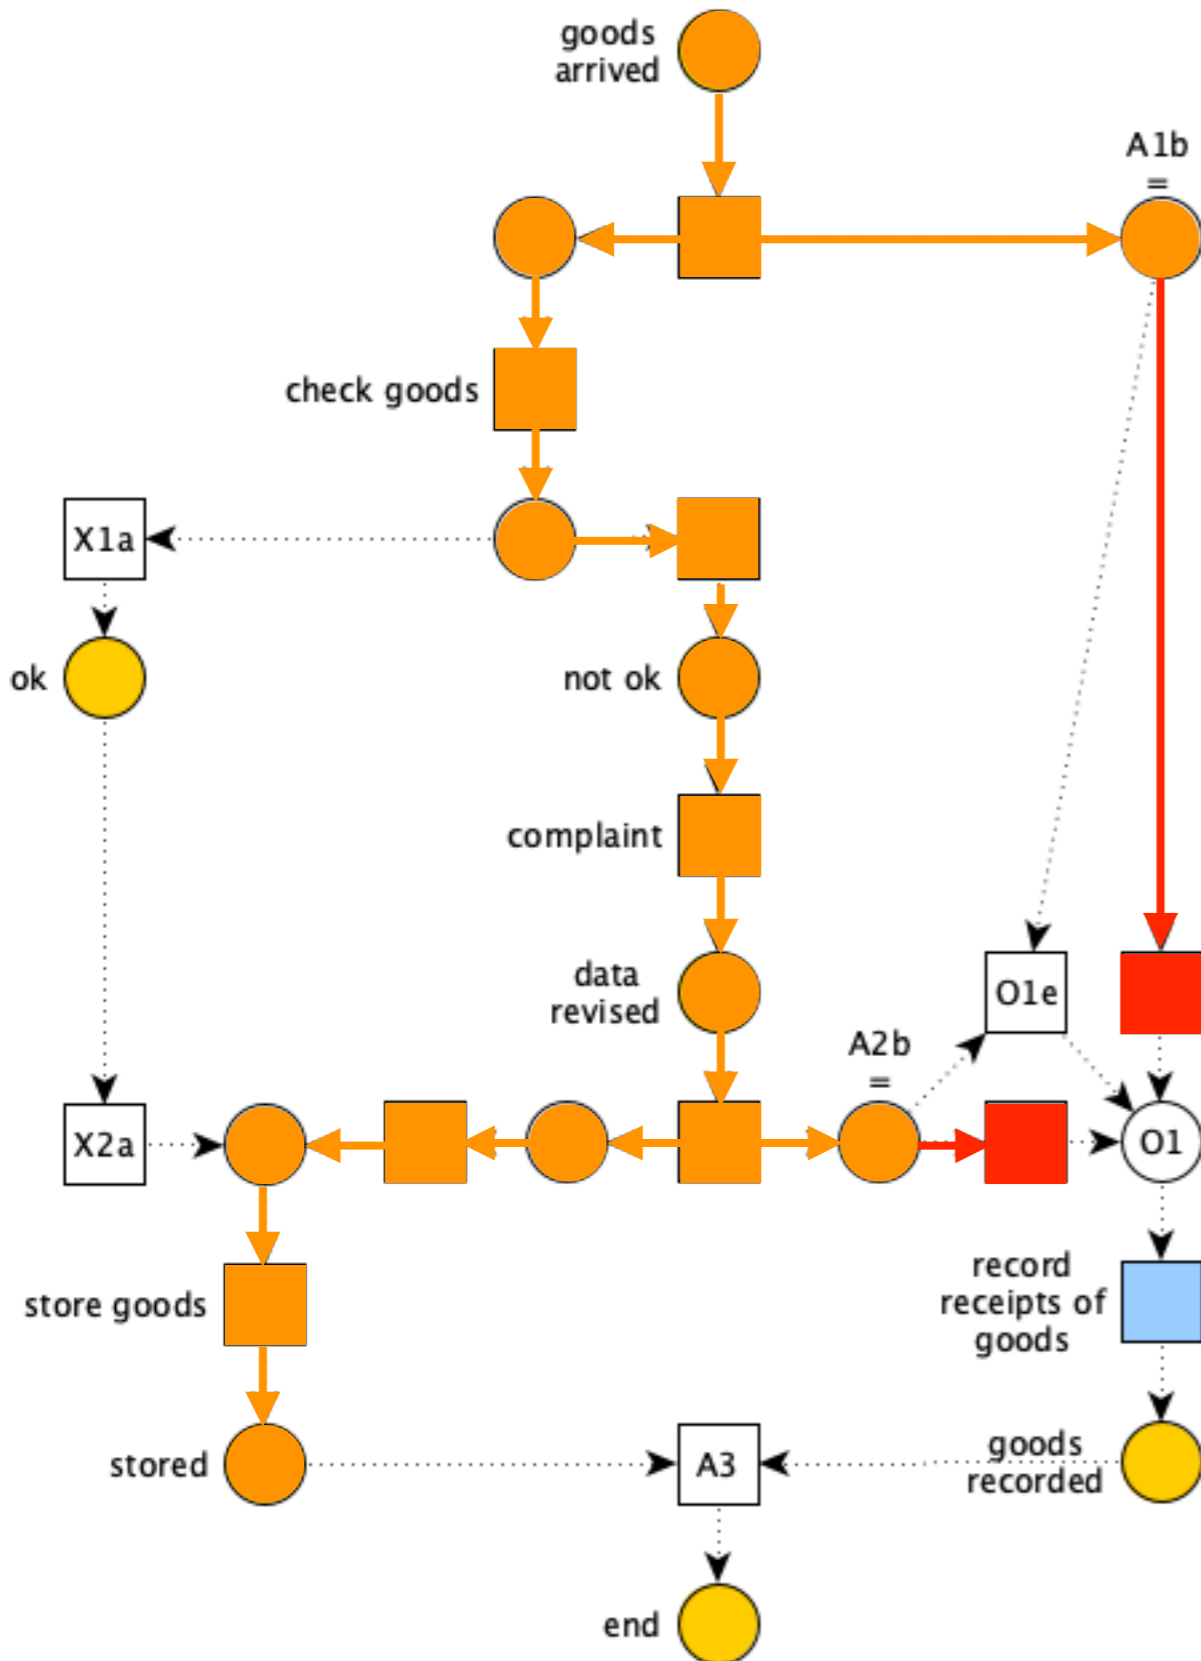 goods
arrived
A1b
=
check goods
X1a
ok
not ok
complaint
data
revised
O1e
A2b
=
X2a
O1
store goods
record
receipts of
goods
stored
A3
goods
recorded
end